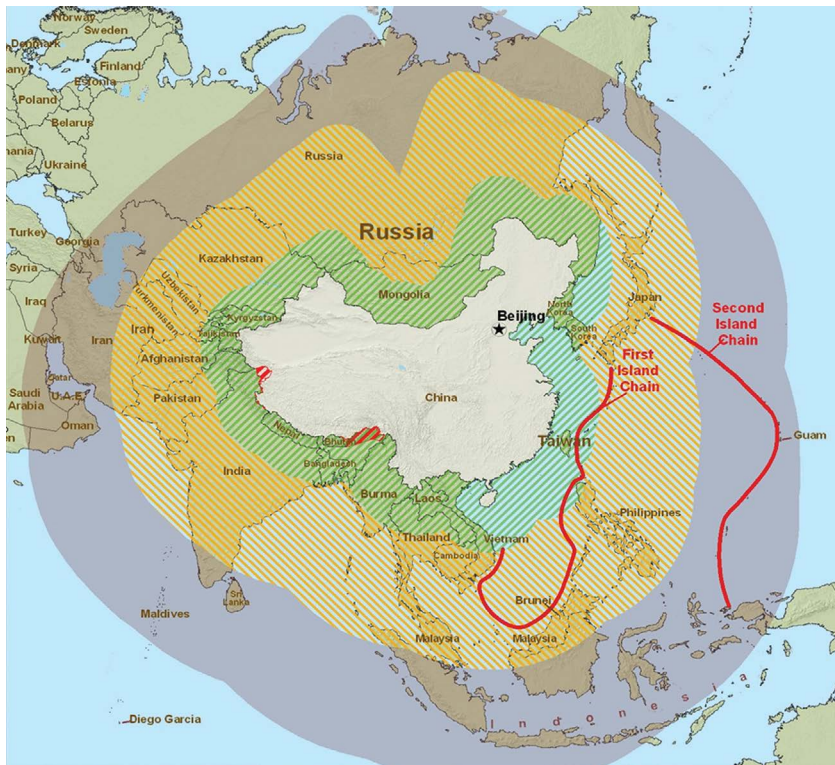 Norway
Sweden
Denmark
Finland
any
Estonia
Poland
Belarus
ania
Ukraine
Russia
Turkey
Georgia
Russia
Syria
Kazakhstan
Iraq
Uzbekistan
Turkmenistan
Kyrgyzstan
Tajikistan
Mongolia
Beijing
North
Korea
South
Korea
Japan
Second
Island
Chain
Kuwait
Iran
Iran
Afghanistan
First
Island
Chain
Qatar
Saudi
Arabia
U.A.E.
Pakistan
China
Oman
en
Nepal
Bhutan
Taiwan
Guam
India
Bangladesh
Burma
Laos
Philippines
Thailand
Vietnam
Cambodia
Sri
Lanka
Maldives
Brunei
Malaysia
Malaysia
Diego Garcia
Indonesia